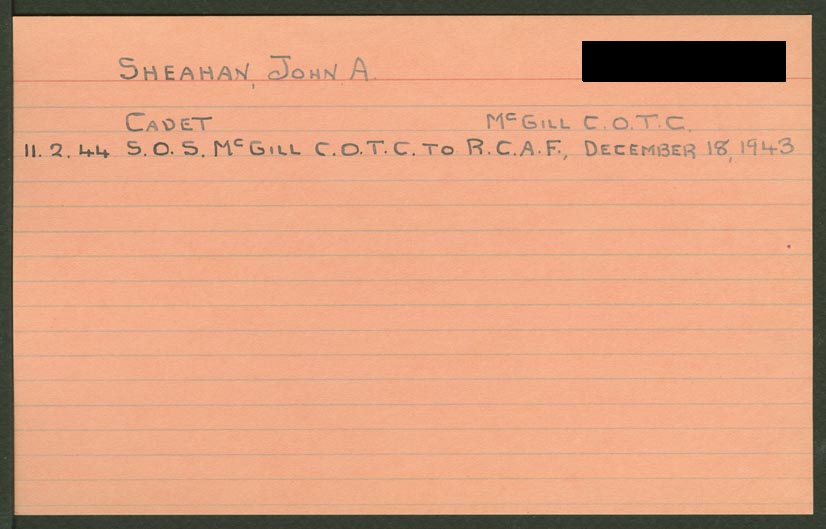 SHEAHAN, JOHN A.
CADET McGILL C.O.T.C.
11.2.44 S.O.S. McGILL C.O.T.C. TO R.C.A.F., DECEMBER 18, 1943